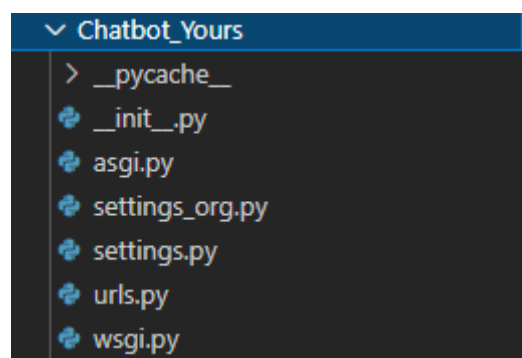 Chatbot_Yours
__pycache__
__init__.py
asgi.py
settings_org.py
settings.py
urls.py
wsgi.py